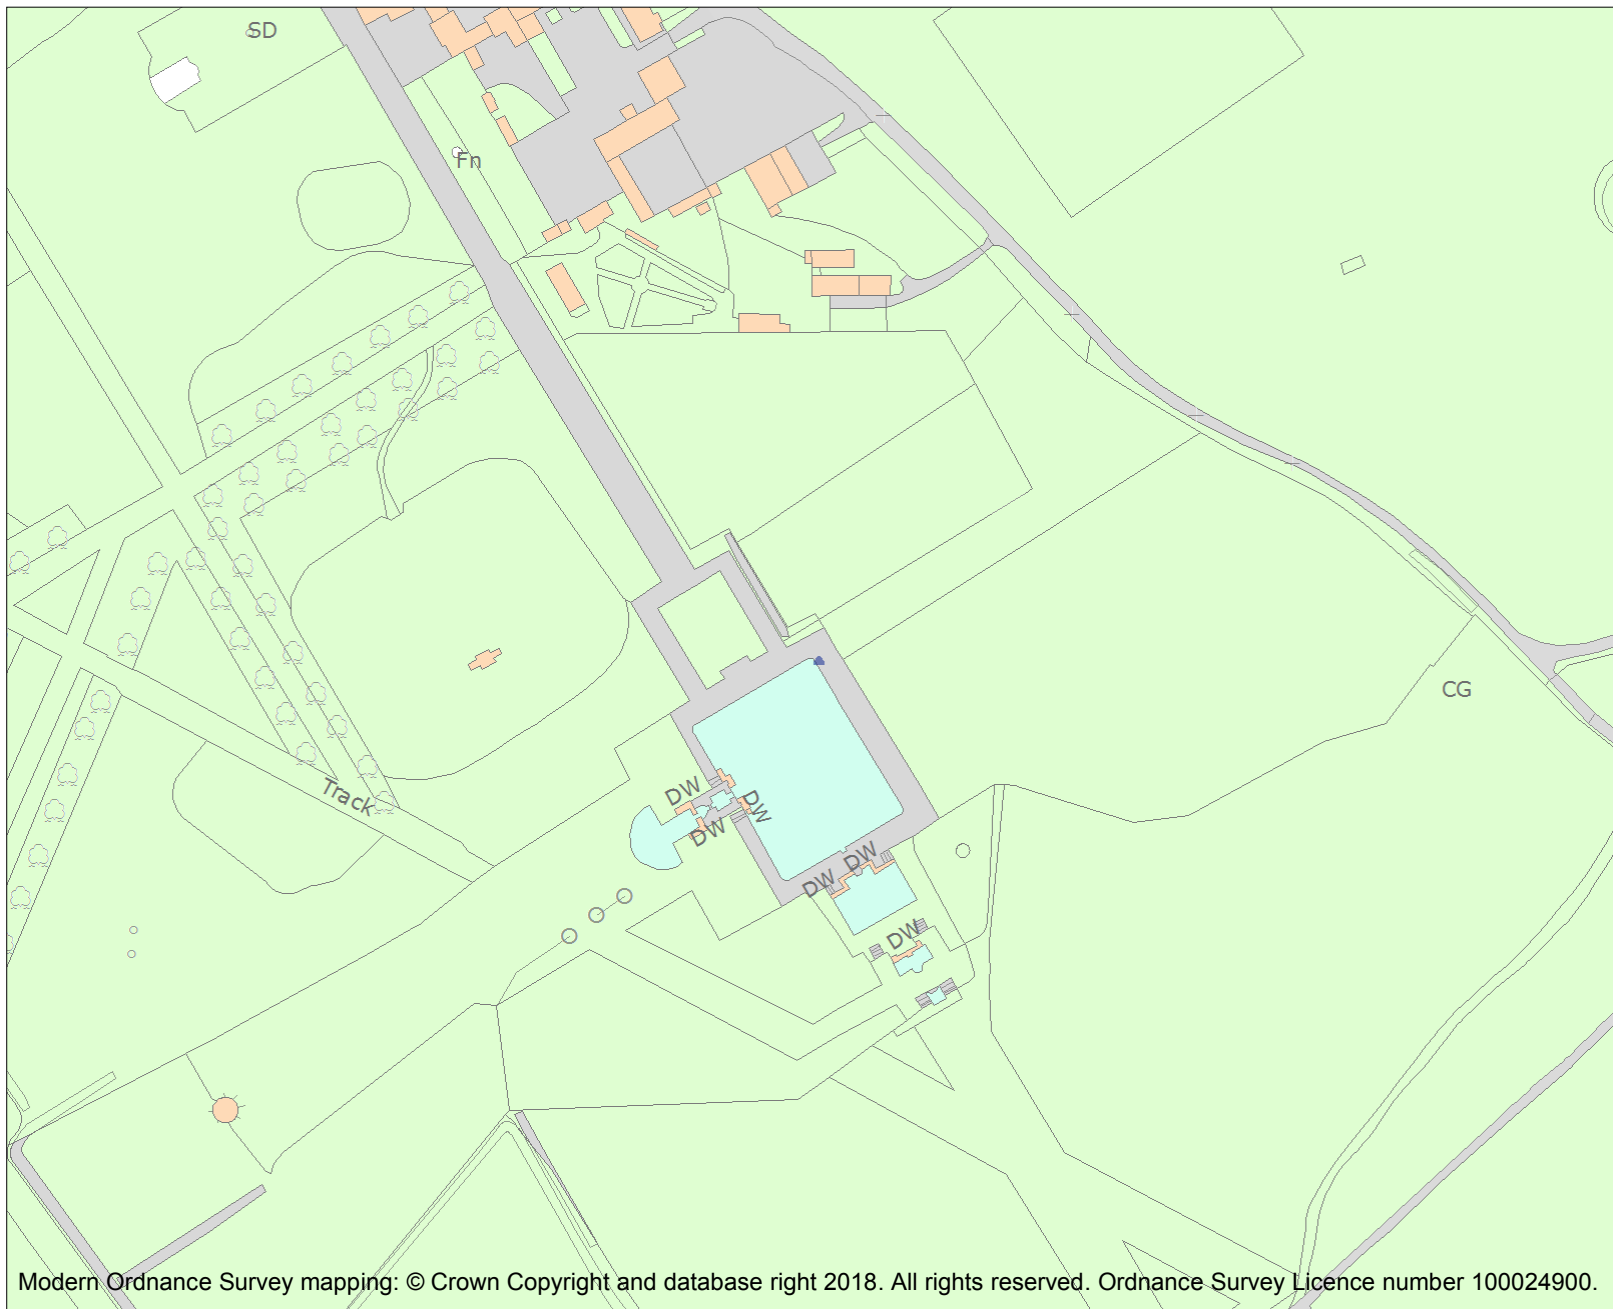 SD
Fn
CG
Track
DW
DW
DW
DW
DW
DW
Modern Ordnance Survey mapping: © Crown Copyright and database right 2018. All rights reserved. Ordnance Survey Licence number 100024900.